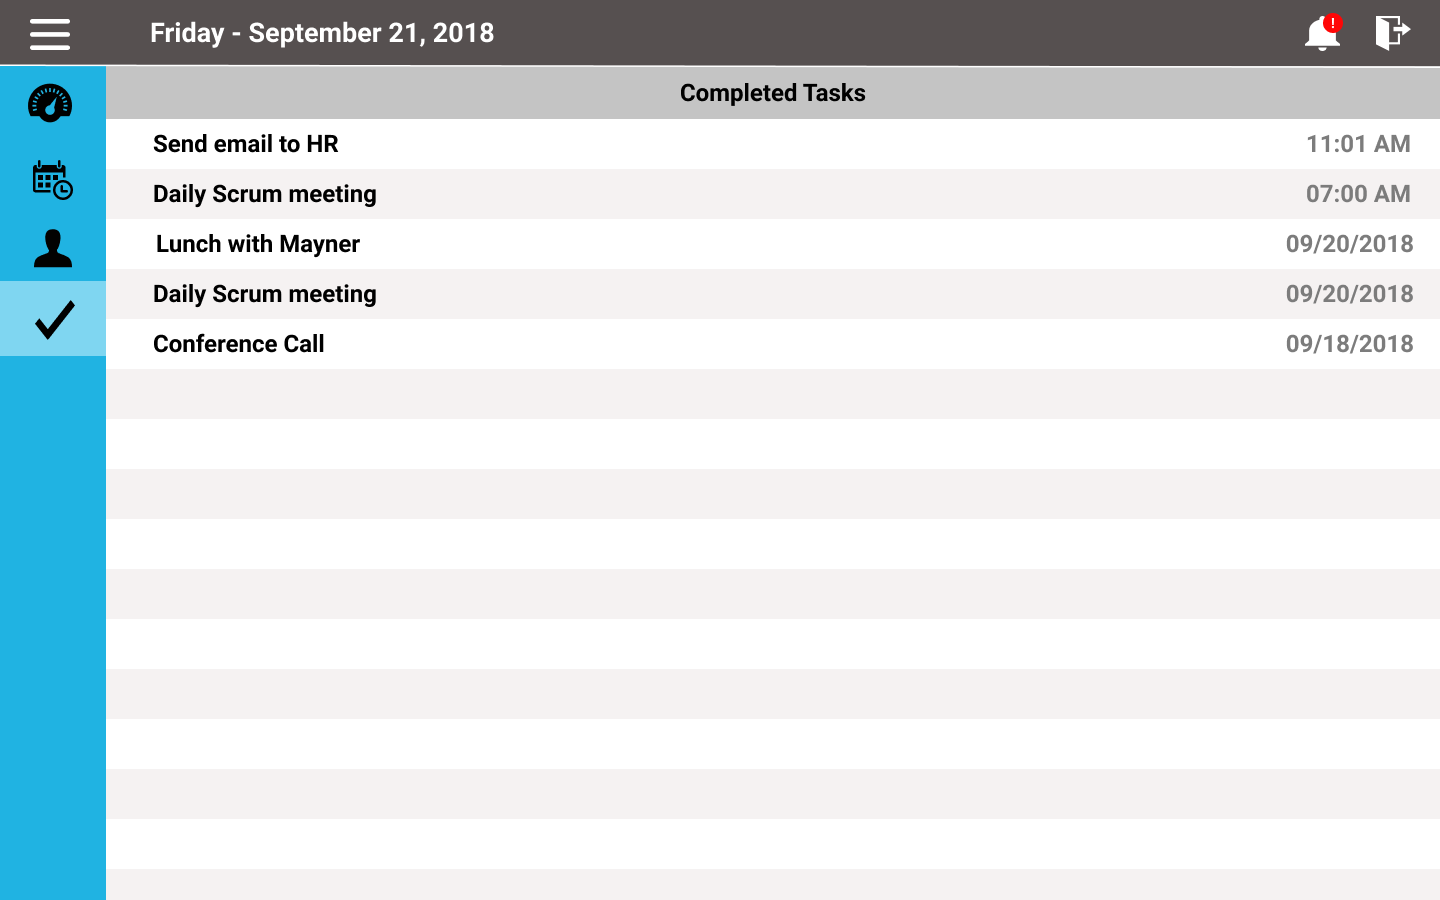 Friday - September 21, 2018
!
Completed Tasks
Send email to HR 11:01 AM
Daily Scrum meeting 07:00 AM
Lunch with Mayner 09/20/2018
Daily Scrum meeting 09/20/2018
Conference Call 09/18/2018